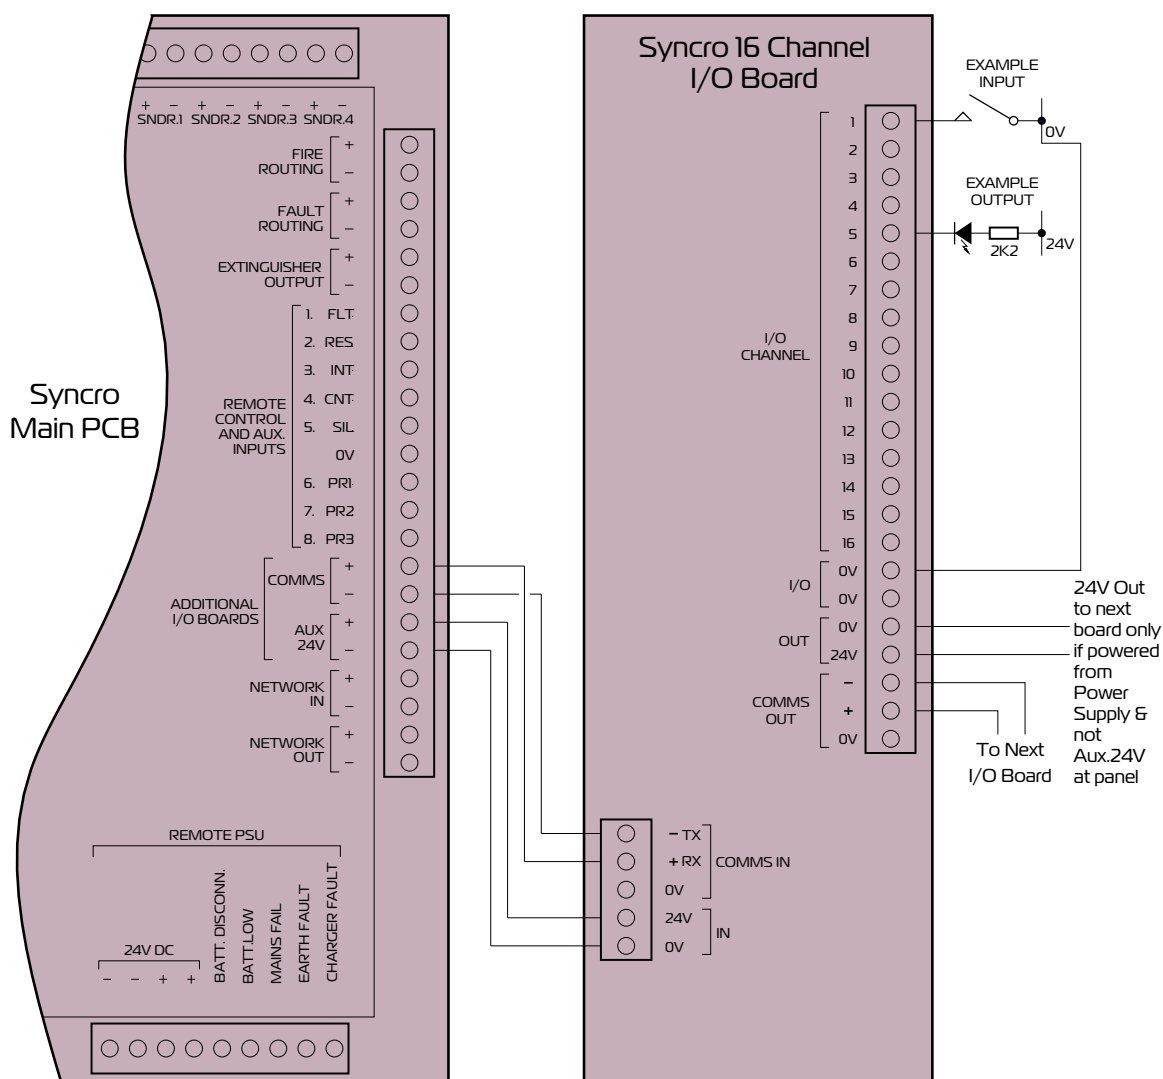 Syncro 16 Channel
I/O Board
EXAMPLE
INPUT
+ − + − + − + −
SNDR.1 SNDR.2 SNDR.3 SNDR.4
FIRE
ROUTING
+
−
FAULT
ROUTING
+
−
EXTINGUISHER
OUTPUT
+
−
Syncro
Main PCB
REMOTE
CONTROL
AND AUX.
INPUTS
1. FLT
2. RES
3. INT
4. CNT
5. SIL
0V
6. PR1
7. PR2
8. PR3
ADDITIONAL
I/O BOARDS
COMMS
+
−
AUX
24V
+
−
NETWORK
IN
+
−
NETWORK
OUT
+
−
REMOTE PSU
24V DC
− − + +
BATT. DISCONN.
BATT.LOW
MAINS FAIL
EARTH FAULT
CHARGER FAULT
I/O
CHANNEL
1
2
3
4
5
6
7
8
9
10
11
12
13
14
15
16
I/O
0V
0V
OUT
0V
24V
COMMS
OUT
−
+
0V
0V
EXAMPLE
OUTPUT
2K2
24V
24V Out
to next
board only
if powered
from
Power
Supply &
not
Aux.24V
at panel
To Next
I/O Board
− TX
+ RX
0V
COMMS IN
24V
0V
IN